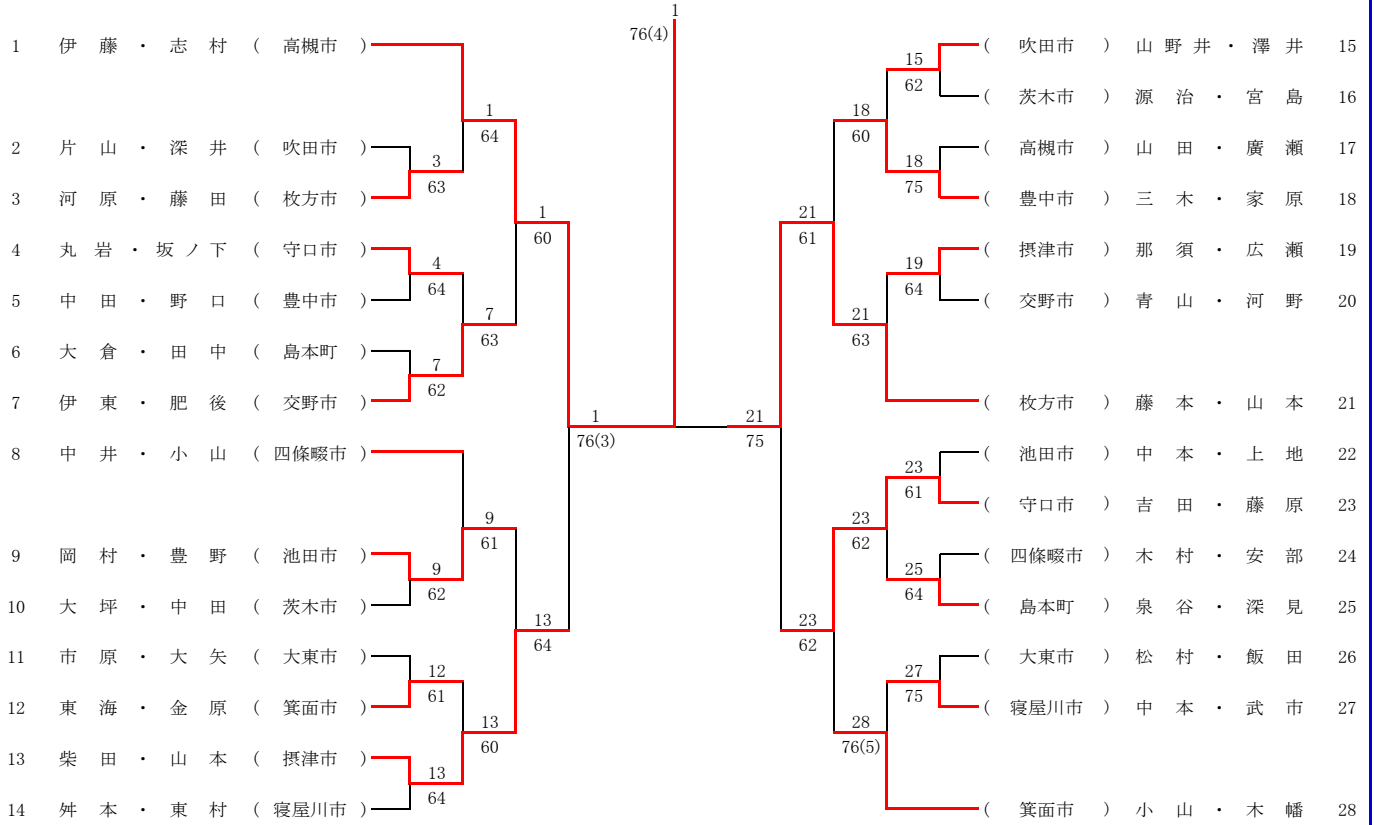 1
76(4)
1 伊藤・志村 (高槻市)
1
64
2 片山・深井 (吹田市)
3
63
3 河原・藤田 (枚方市)
1
60
4 丸岩・坂ノ下 (守口市)
4
64
5 中田・野口 (豊中市)
7
63
6 大倉・田中 (島本町)
7
62
7 伊東・肥後 (交野市)
1
76(3)
8 中井・小山 (四條畷市)
9
61
9 岡村・豊野 (池田市)
9
62
10 大坪・中田 (茨木市)
13
64
11 市原・大矢 (大東市)
12
61
12 東海・金原 (箕面市)
13
60
13 柴田・山本 (摂津市)
13
64
14 舛本・東村 (寝屋川市)
(吹田市) 山野井・澤井 15
15
62
(茨木市) 源治・宮島 16
18
60
(高槻市) 山田・廣瀬 17
18
75
(豊中市) 三木・家原 18
21
61
(摂津市) 那須・広瀬 19
19
64
(交野市) 青山・河野 20
21
63
(枚方市) 藤本・山本 21
21
75
(池田市) 中本・上地 22
23
61
(守口市) 吉田・藤原 23
23
62
(四條畷市) 木村・安部 24
25
64
(島本町) 泉谷・深見 25
23
62
(大東市) 松村・飯田 26
27
75
(寝屋川市) 中本・武市 27
28
76(5)
(箕面市) 小山・木幡 28